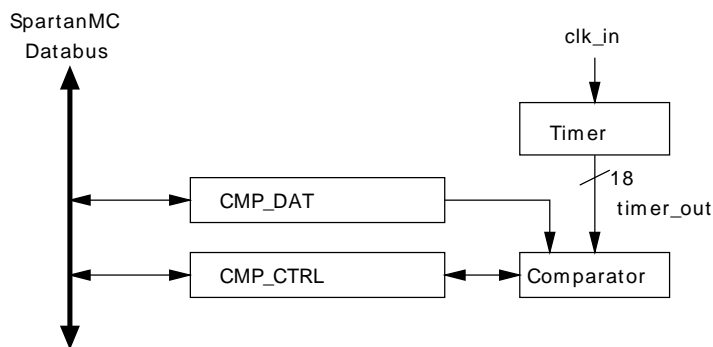 SpartanMC
Databus
clk_in
Timer
18
CMP_DAT
timer_out
CMP_CTRL
Comparator